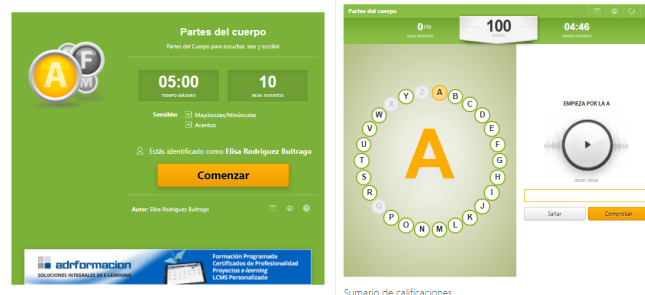 A
F
M
Partes del cuerpo
Partes del Cuerpo para escuchar, leer y escribir
05:00
TIEMPO MÁXIMO
10
NUM. INTENTOS
Sensible:
Mayúsculas/Minúsculas
Acentos
Estás identificado como Elisa Rodríguez Buitrago
Comenzar
Autor: Elisa Rodríguez Buitrago
adrformacion
SOLUCIONES INTEGRALES DE E-LEARNING
Formación Programada
Certificados de Profesionalidad
Proyectos e-learning
LCMS Personalizado
Partes del cuerpo
100
04:46
A
B
C
D
E
F
G
H
I
J
K
L
M
N
O
P
Q
R
S
T
U
V
W
X
Y
Z
A
EMPIEZA POR LA A
Saltar
Comprobar
Sumario de calificaciones